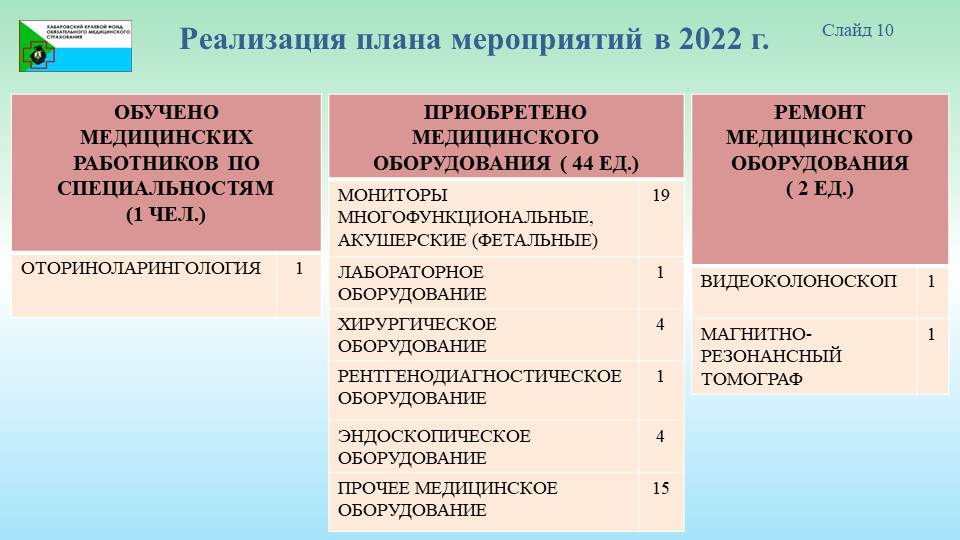 ХАБАРОВСКИЙ КРАЕВОЙ ФОНД
ОБЯЗАТЕЛЬНОГО МЕДИЦИНСКОГО
СТРАХОВАНИЯ
Реализация плана мероприятий в 2022 г.
Слайд 10
ОБУЧЕНО
МЕДИЦИНСКИХ
РАБОТНИКОВ ПО
СПЕЦИАЛЬНОСТЯМ
(1 ЧЕЛ.)
ОТОРИНОЛАРИНГОЛОГИЯ 1
ПРИОБРЕТЕНО
МЕДИЦИНСКОГО
ОБОРУДОВАНИЯ ( 44 ЕД.)
МОНИТОРЫ 19
МНОГОФУНКЦИОНАЛЬНЫЕ,
АКУШЕРСКИЕ (ФЕТАЛЬНЫЕ)
ЛАБОРАТОРНОЕ 1
ОБОРУДОВАНИЕ
ХИРУРГИЧЕСКОЕ 4
ОБОРУДОВАНИЕ
РЕНТГЕНОДИАГНОСТИЧЕСКОЕ 1
ОБОРУДОВАНИЕ
ЭНДОСКОПИЧЕСКОЕ 4
ОБОРУДОВАНИЕ
ПРОЧЕЕ МЕДИЦИНСКОЕ 15
ОБОРУДОВАНИЕ
РЕМОНТ
МЕДИЦИНСКОГО
ОБОРУДОВАНИЯ
( 2 ЕД.)
ВИДЕОКОЛОНОСКОП 1
МАГНИТНО- 1
РЕЗОНАНСНЫЙ
ТОМОГРАФ